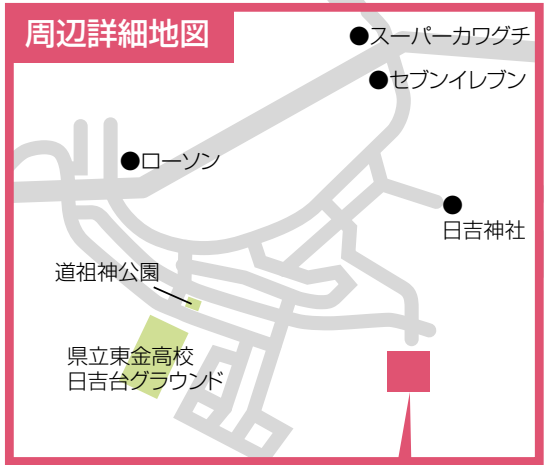 周辺詳細地図
●スーパーカワグチ
●セブンイレブン
●ローソン
日吉神社
道祖神公園
県立東金高校
日吉台グラウンド